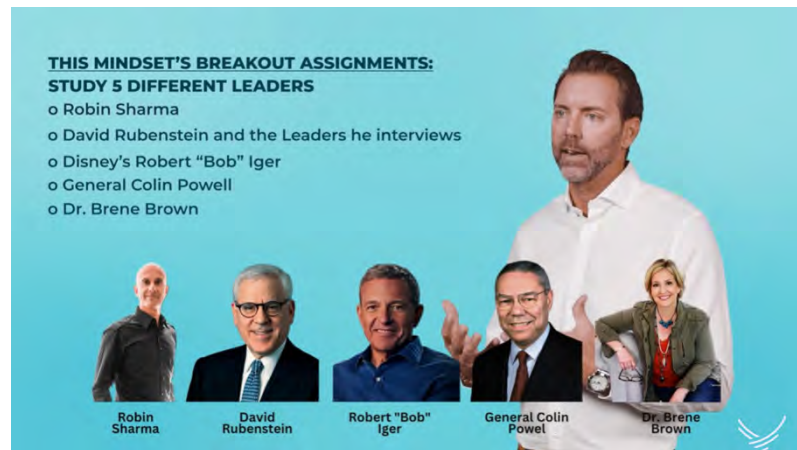 THIS MINDSET'S BREAKOUT ASSIGNMENTS:
STUDY 5 DIFFERENT LEADERS
o Robin Sharma
o David Rubenstein and the Leaders he interviews
o Disney's Robert “Bob” Iger
o General Colin Powell
o Dr. Brene Brown
Robin
Sharma
David
Rubenstein
Robert "Bob"
Iger
General Colin
Powel
Dr. Brene
Brown